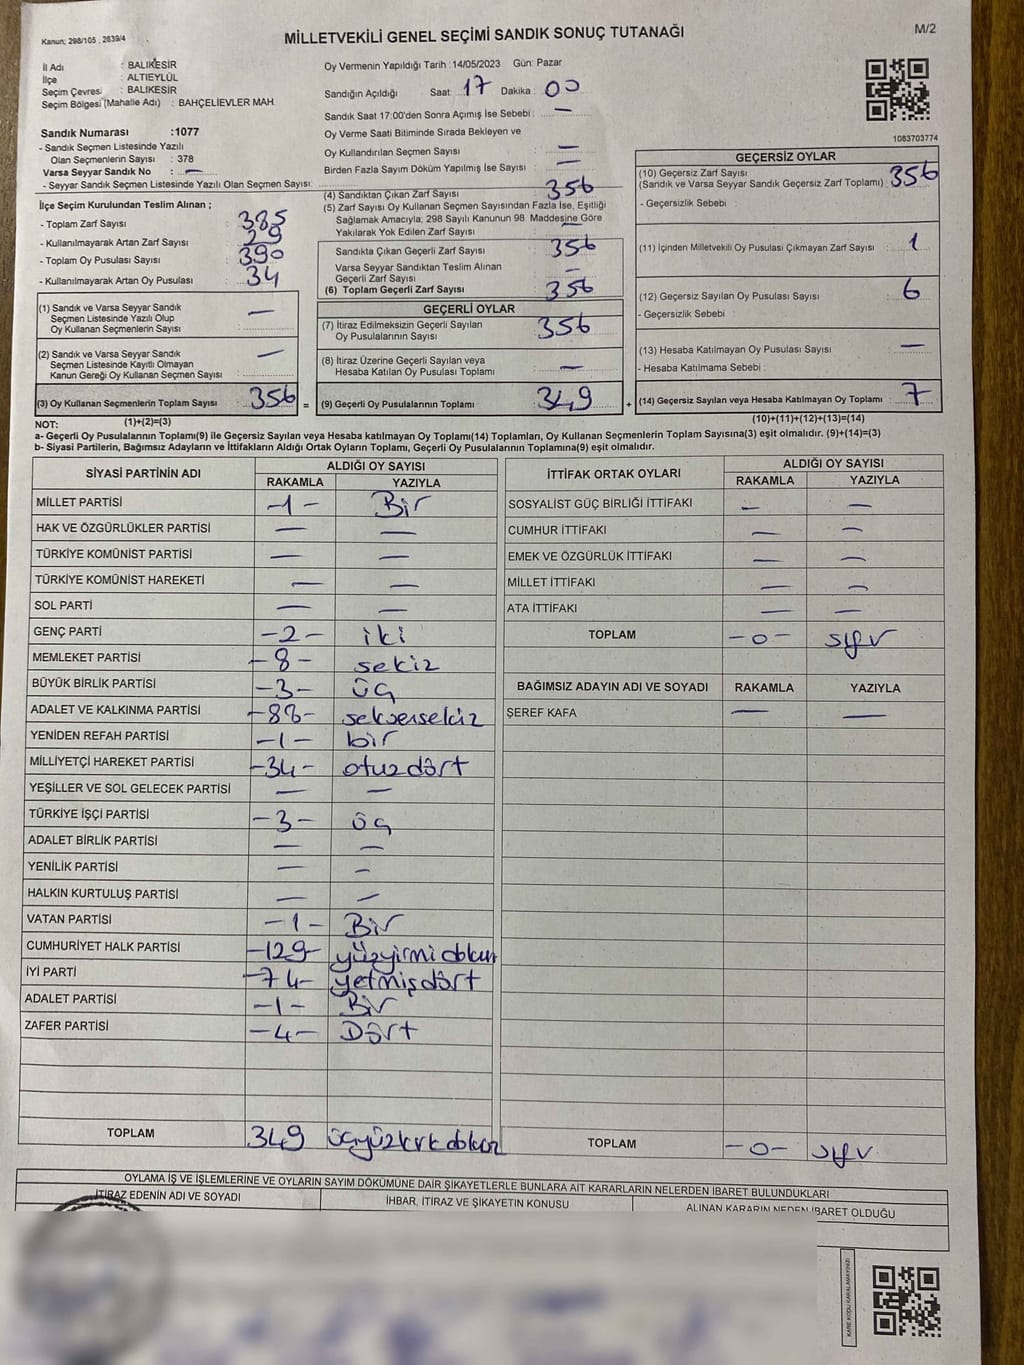 Kanun; 298/105 , 2839/4
MİLLETVEKİLİ GENEL SEÇİMİ SANDIK SONUÇ TUTANAĞI
M/2
İl Adı : BALIKESİR
İlçe : ALTIEYLÜL
Seçim Çevresi : BALIKESİR
Seçim Bölgesi (Mahalle Adı) : BAHÇELİEVLER MAH.
Sandık Numarası :1077
- Sandık Seçmen Listesinde Yazılı
Olan Seçmenlerin Sayısı : 378
Varsa Seyyar Sandık No : —
- Seyyar Sandık Seçmen Listesinde Yazılı Olan Seçmen Sayısı:
İlçe Seçim Kurulundan Teslim Alınan ;
- Toplam Zarf Sayısı : 385
- Kullanılmayarak Artan Zarf Sayısı : 29
- Toplam Oy Pusulası Sayısı : 390
- Kullanılmayarak Artan Oy Pusulası : 34
(1) Sandık ve Varsa Seyyar Sandık
Seçmen Listesinde Yazılı Olup
Oy Kullanan Seçmenlerin Sayısı : —
(2) Sandık ve Varsa Seyyar Sandık
Seçmen Listesinde Kayıtlı Olmayan
Kanun Gereği Oy Kullanan Seçmen Sayısı : —
(3) Oy Kullanan Seçmenlerin Toplam Sayısı : 356 =
(1)+(2)=(3)
Oy Vermenin Yapıldığı Tarih :14/05/2023 Gün: Pazar
Sandığın Açıldığı Saat: 17 Dakika : 00
Sandık Saat 17:00'den Sonra Açımış İse Sebebi : —
Oy Verme Saati Bitiminde Sırada Bekleyen ve
Oy Kullandırılan Seçmen Sayısı : —
Birden Fazla Sayım Döküm Yapılmış İse Sayısı : —
(4) Sandıktan Çıkan Zarf Sayısı : 356
(5) Zarf Sayısı Oy Kullanan Seçmen Sayısından Fazla İse, Eşitliği
Sağlamak Amacıyla; 298 Sayılı Kanunun 98. Maddesine Göre
Yakılarak Yok Edilen Zarf Sayısı : —
Sandıkta Çıkan Geçerli Zarf Sayısı : 356
Varsa Seyyar Sandıktan Teslim Alınan
Geçerli Zarf Sayısı : —
(6) Toplam Geçerli Zarf Sayısı : 356
GEÇERLİ OYLAR
(7) İtiraz Edilmeksizin Geçerli Sayılan
Oy Pusulalarının Sayısı : 356
(8) İtiraz Üzerine Geçerli Sayılan veya
Hesaba Katılan Oy Pusulası Toplamı : —
(9) Geçerli Oy Pusulalarının Toplamı : 349 +
1083703774
GEÇERSİZ OYLAR
(10) Geçersiz Zarf Sayısı
(Sandık ve Varsa Seyyar Sandık Geçersiz Zarf Toplamı) : 356
- Geçersizlik Sebebi :
(11) İçinden Milletvekili Oy Pusulası Çıkmayan Zarf Sayısı : 1
(12) Geçersiz Sayılan Oy Pusulası Sayısı : 6
- Geçersizlik Sebebi :
(13) Hesaba Katılmayan Oy Pusulası Sayısı : —
- Hesaba Katılmama Sebebi :
(14) Geçersiz Sayılan veya Hesaba Katılmayan Oy Toplamı : 7
(10)+(11)+(12)+(13)=(14)
NOT:
a- Geçerli Oy Pusulalarının Toplamı(9) ile Geçersiz Sayılan veya Hesaba katılmayan Oy Toplamı(14) Toplamları, Oy Kullanan Seçmenlerin Toplam Sayısına(3) eşit olmalıdır. (9)+(14)=(3)
b- Siyasi Partilerin, Bağımsız Adayların ve İttifakların Aldığı Ortak Oyların Toplamı, Geçerli Oy Pusulalarının Toplamına(9) eşit olmalıdır.
SİYASİ PARTİNİN ADI ALDIĞI OY SAYISI
RAKAMLA YAZIYLA
MİLLET PARTİSİ -1- Bir
HAK VE ÖZGÜRLÜKLER PARTİSİ — —
TÜRKİYE KOMÜNİST PARTİSİ — —
TÜRKİYE KOMÜNİST HAREKETİ — —
SOL PARTİ — —
GENÇ PARTİ -2- iki
MEMLEKET PARTİSİ -8- sekiz
BÜYÜK BİRLİK PARTİSİ -3- üç
ADALET VE KALKINMA PARTİSİ -88- seksensekiz
YENİDEN REFAH PARTİSİ -1- bir
MİLLİYETÇİ HAREKET PARTİSİ -34- otuzdört
YEŞİLLER VE SOL GELECEK PARTİSİ — —
TÜRKİYE İŞÇİ PARTİSİ -3- üç
ADALET BİRLİK PARTİSİ — —
YENİLİK PARTİSİ — —
HALKIN KURTULUŞ PARTİSİ — —
VATAN PARTİSİ -1- Bir
CUMHURİYET HALK PARTİSİ -129- yüzyirmidokuz
İYİ PARTİ -74- yetmişdört
ADALET PARTİSİ -1- Bir
ZAFER PARTİSİ -4- Dört
TOPLAM 349 üçyüzkırkdokuz
İTTİFAK ORTAK OYLARI ALDIĞI OY SAYISI
RAKAMLA YAZIYLA
SOSYALİST GÜÇ BİRLİĞİ İTTİFAKI — —
CUMHUR İTTİFAKI — —
EMEK VE ÖZGÜRLÜK İTTİFAKI — —
MİLLET İTTİFAKI — —
ATA İTTİFAKI — —
TOPLAM -0- sıfır
BAĞIMSIZ ADAYIN ADI VE SOYADI RAKAMLA YAZIYLA
ŞEREF KAFA — —
TOPLAM -0- sıfır
OYLAMA İŞ VE İŞLEMLERİNE VE OYLARIN SAYIM DÖKÜMÜNE DAİR ŞİKAYETLERLE BUNLARA AİT KARARLARIN NELERDEN İBARET BULUNDUKLARI
İTİRAZ EDENİN ADI VE SOYADI İHBAR, İTİRAZ VE ŞİKAYETİN KONUSU ALINAN KARARIN NEDEN İBARET OLDUĞU
KARE KODU KARALAMAYINIZ!